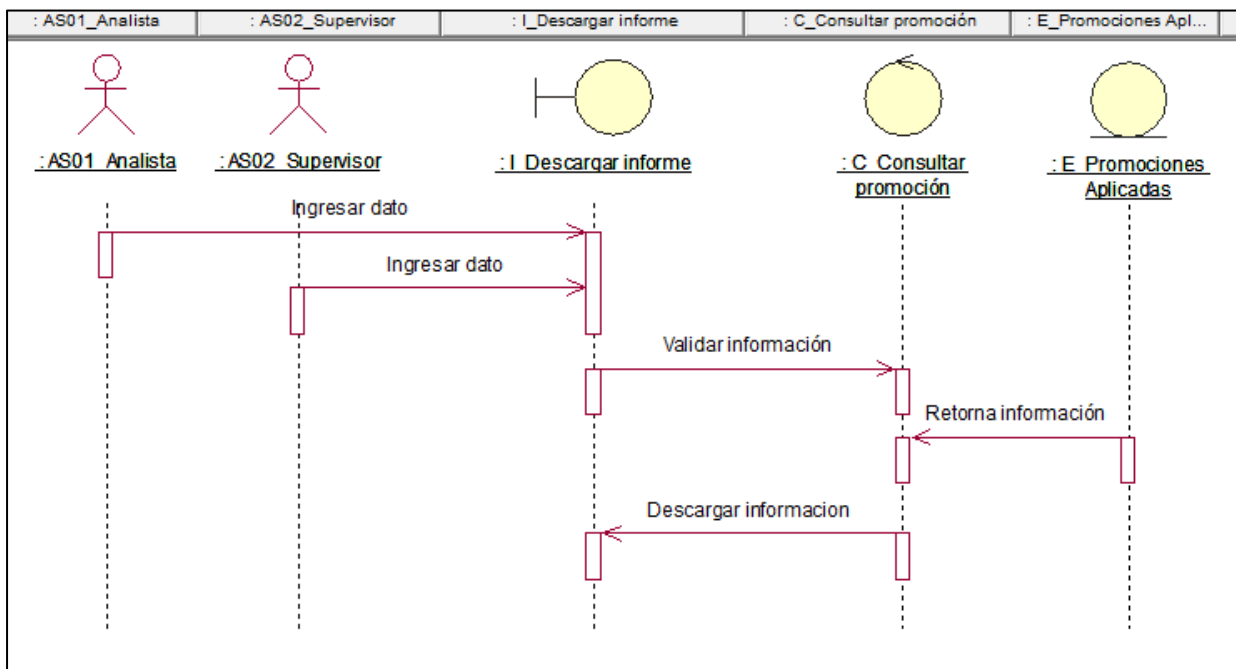 : AS01_Analista
: AS02_Supervisor
: I_Descargar informe
: C_Consultar promoción
: E_Promociones Apl...
: AS01_Analista
: AS02_Supervisor
: I_Descargar informe
: C_Consultar
promoción
: E_Promociones
Aplicadas
Ingresar dato
Ingresar dato
Validar información
Retorna información
Descargar informacion